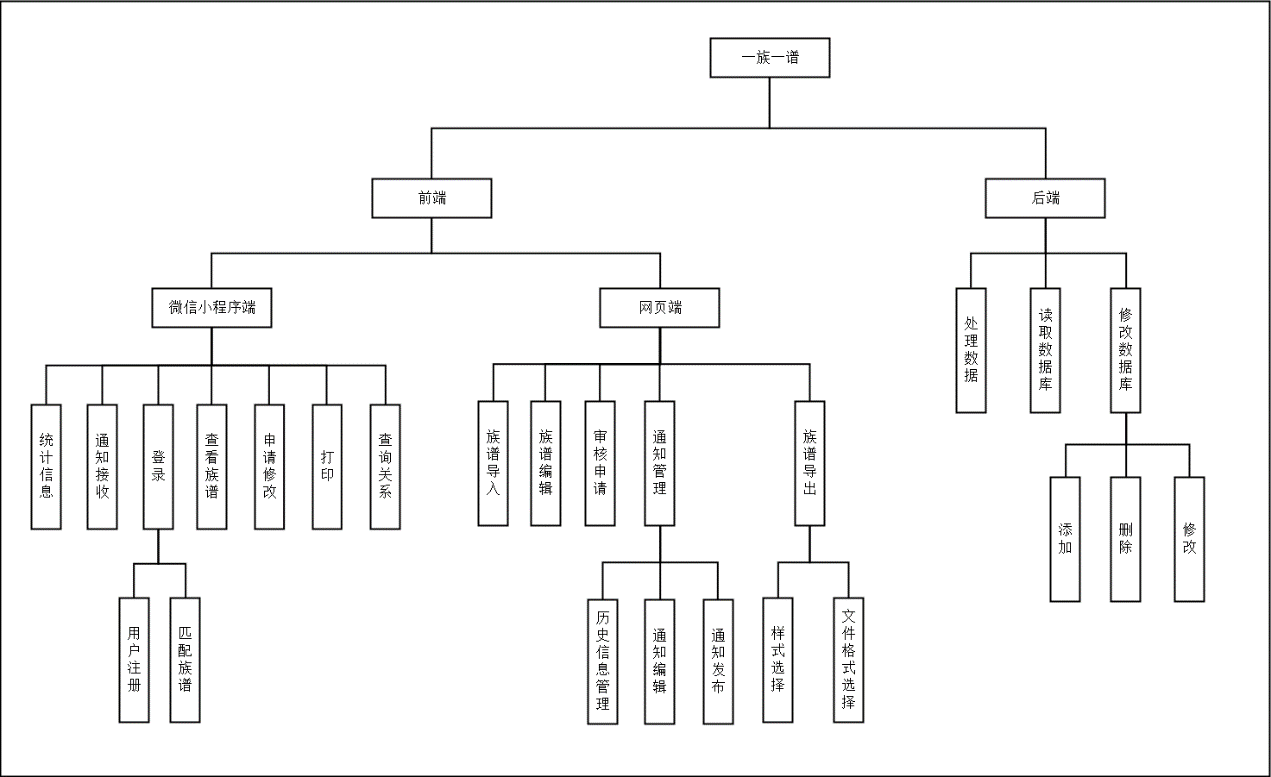 一族一谱
前端
后端
微信小程序端
网页端
处理数据
读取数据库
修改数据库
统计信息
通知接收
登录
查看族谱
申请修改
打印
查询关系
族谱导入
族谱编辑
审核申请
通知管理
族谱导出
添加
删除
修改
用户注册
匹配族谱
历史信息管理
通知编辑
通知发布
样式选择
文件格式选择